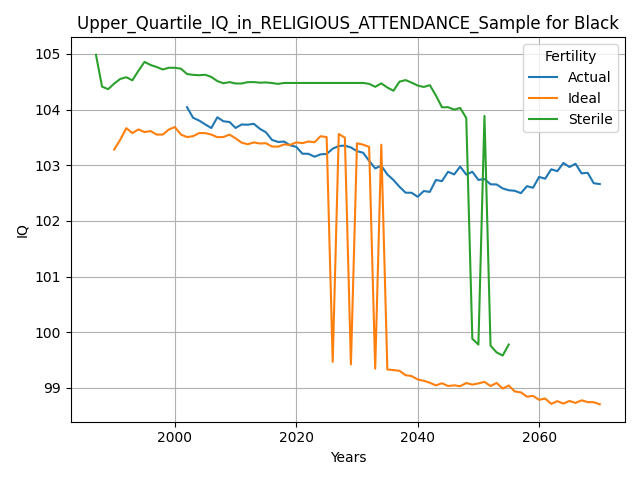 Upper_Quartile_IQ_in_RELIGIOUS_ATTENDANCE_Sample for Black
Fertility
Actual
Ideal
Sterile
105
104
103
102
101
100
99
IQ
2000
2020
2040
2060
Years